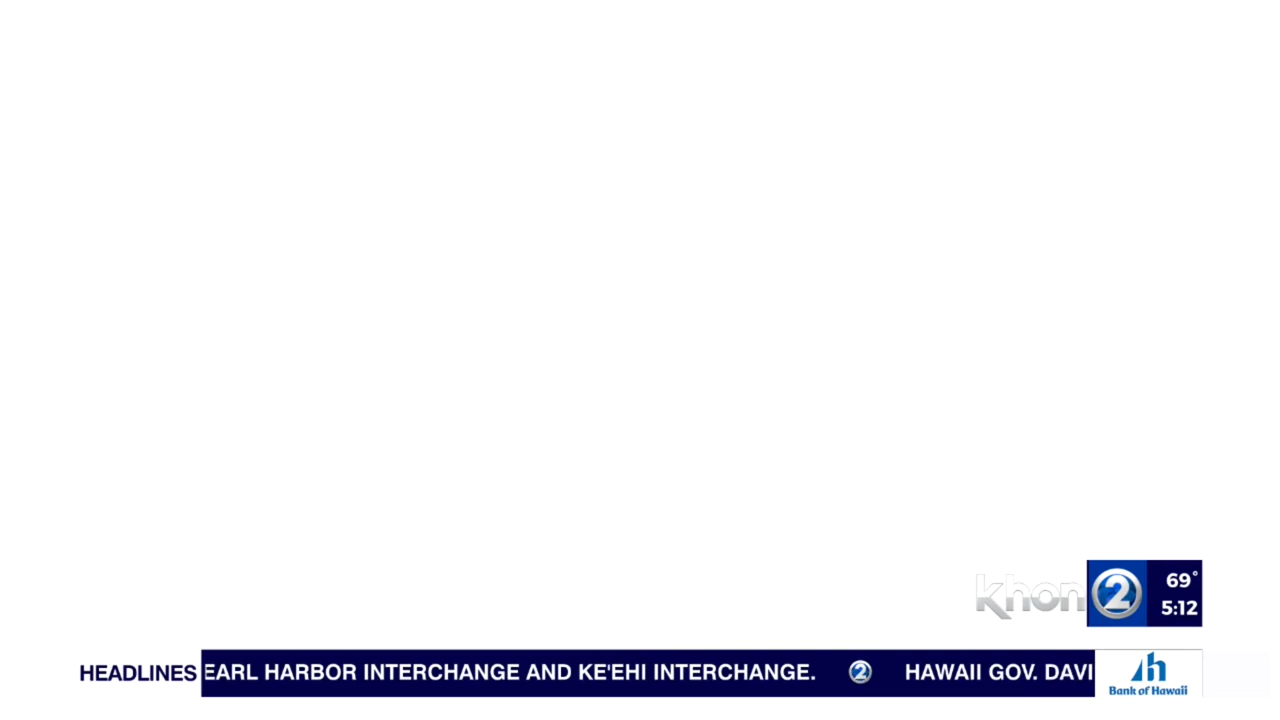 khon 2
69°
5:12
HEADLINES EARL HARBOR INTERCHANGE AND KE'EHI INTERCHANGE. 2 HAWAII GOV. DAVI
Bank of Hawaii